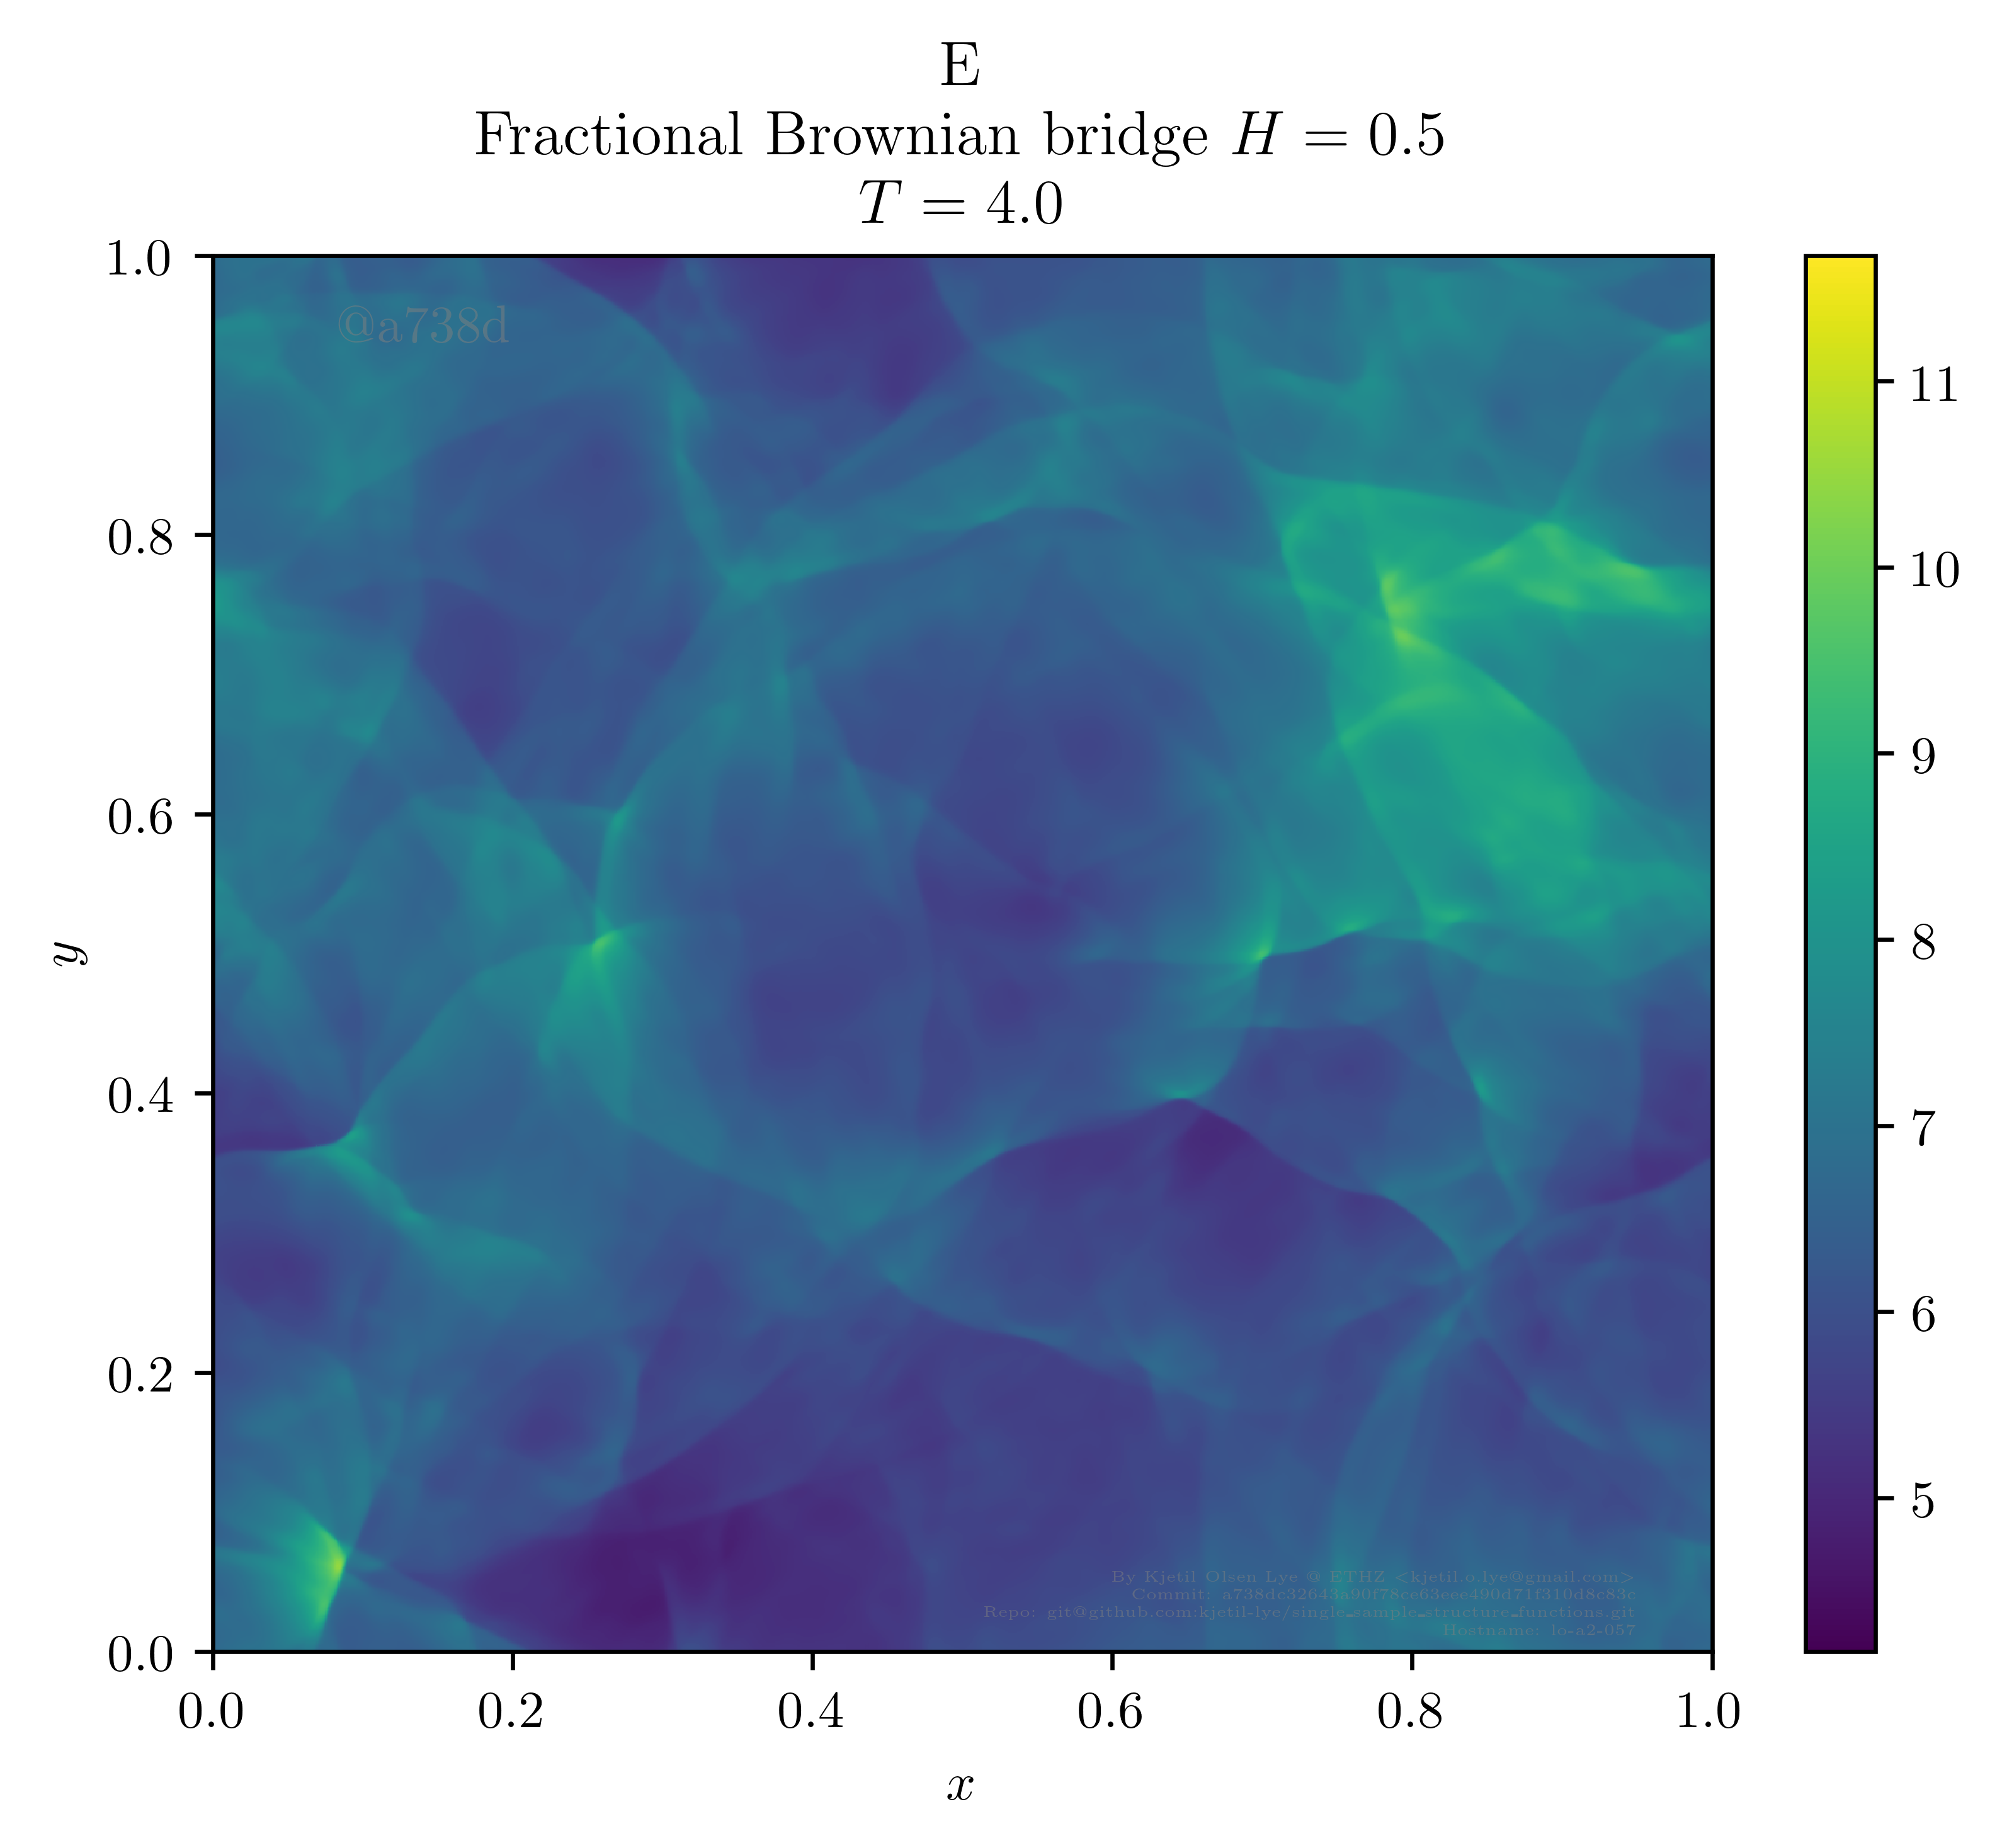 E
Fractional Brownian bridge H = 0.5
T = 4.0
1.0
@a738d
11
10
0.8
9
0.6
y
8
7
0.4
6
0.2
5
By Kjetil Olsen Lye @ ETHZ <kjetil.o.lye@gmail.com>
Commit: a738dc32643a90f78ce63eee490d71f310d8c83c
Repo: git@github.com:kjetil-lye/single_sample_structure_functions.git
Hostname: lo-a2-057
0.0
0.0 0.2 0.4 0.6 0.8 1.0
x